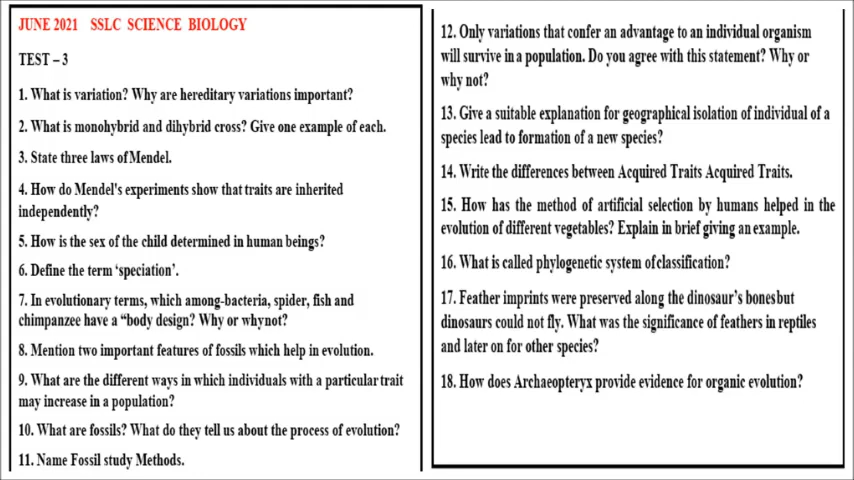 JUNE 2021 SSLC SCIENCE BIOLOGY
TEST – 3
1. What is variation? Why are hereditary variations important?
2. What is monohybrid and dihybrid cross? Give one example of each.
3. State three laws of Mendel.
4. How do Mendel's experiments show that traits are inherited
independently?
5. How is the sex of the child determined in human beings?
6. Define the term ‘speciation’.
7. In evolutionary terms, which among-bacteria, spider, fish and
chimpanzee have a “body design? Why or why not?
8. Mention two important features of fossils which help in evolution.
9. What are the different ways in which individuals with a particular trait
may increase in a population?
10. What are fossils? What do they tell us about the process of evolution?
11. Name Fossil study Methods.
12. Only variations that confer an advantage to an individual organism
will survive in a population. Do you agree with this statement? Why or
why not?
13. Give a suitable explanation for geographical isolation of individual of a
species lead to formation of a new species?
14. Write the differences between Acquired Traits Acquired Traits.
15. How has the method of artificial selection by humans helped in the
evolution of different vegetables? Explain in brief giving an example.
16. What is called phylogenetic system of classification?
17. Feather imprints were preserved along the dinosaur’s bones but
dinosaurs could not fly. What was the significance of feathers in reptiles
and later on for other species?
18. How does Archaeopteryx provide evidence for organic evolution?